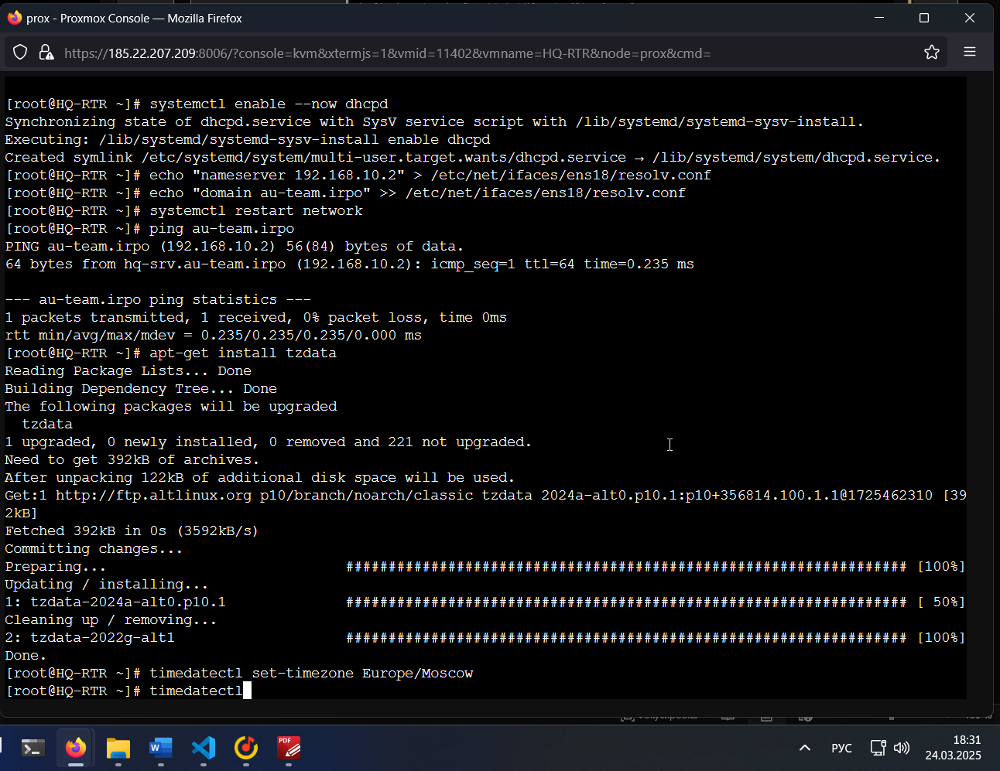 prox - Proxmox Console — Mozilla Firefox
https://185.22.207.209:8006/?console=kvm&xtermjs=1&vmid=11402&vmname=HQ-RTR&node=prox&cmd=
[root@HQ-RTR ~]# systemctl enable --now dhcpd
Synchronizing state of dhcpd.service with SysV service script with /lib/systemd/systemd-sysv-install.
Executing: /lib/systemd/systemd-sysv-install enable dhcpd
Created symlink /etc/systemd/system/multi-user.target.wants/dhcpd.service → /lib/systemd/system/dhcpd.service.
[root@HQ-RTR ~]# echo "nameserver 192.168.10.2" > /etc/net/ifaces/ens18/resolv.conf
[root@HQ-RTR ~]# echo "domain au-team.irpo" >> /etc/net/ifaces/ens18/resolv.conf
[root@HQ-RTR ~]# systemctl restart network
[root@HQ-RTR ~]# ping au-team.irpo
PING au-team.irpo (192.168.10.2) 56(84) bytes of data.
64 bytes from hq-srv.au-team.irpo (192.168.10.2): icmp_seq=1 ttl=64 time=0.235 ms
--- au-team.irpo ping statistics ---
1 packets transmitted, 1 received, 0% packet loss, time 0ms
rtt min/avg/max/mdev = 0.235/0.235/0.235/0.000 ms
[root@HQ-RTR ~]# apt-get install tzdata
Reading Package Lists... Done
Building Dependency Tree... Done
The following packages will be upgraded
  tzdata
1 upgraded, 0 newly installed, 0 removed and 221 not upgraded.
Need to get 392kB of archives.
After unpacking 122kB of additional disk space will be used.
Get:1 http://ftp.altlinux.org p10/branch/noarch/classic tzdata 2024a-alt0.p10.1:p10+356814.100.1.1@1725462310 [39
2kB]
Fetched 392kB in 0s (3592kB/s)
Committing changes...
Preparing... ################################################################## [100%]
Updating / installing...
1: tzdata-2024a-alt0.p10.1 ################################################################## [ 50%]
Cleaning up / removing...
2: tzdata-2022g-alt1 ################################################################## [100%]
Done.
[root@HQ-RTR ~]# timedatectl set-timezone Europe/Moscow
[root@HQ-RTR ~]# timedatectl
PDF
РУС
18:31
24.03.2025